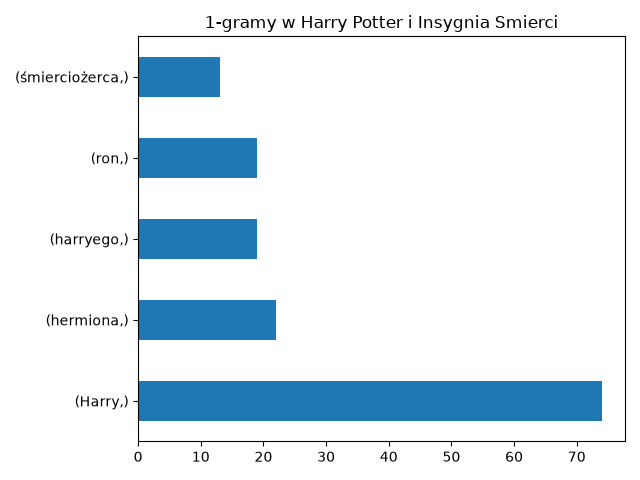 1-gramy w Harry Potter i Insygnia Smierci
(śmierciożerca,)
(ron,)
(harryego,)
(hermiona,)
(Harry,)
0 10 20 30 40 50 60 70